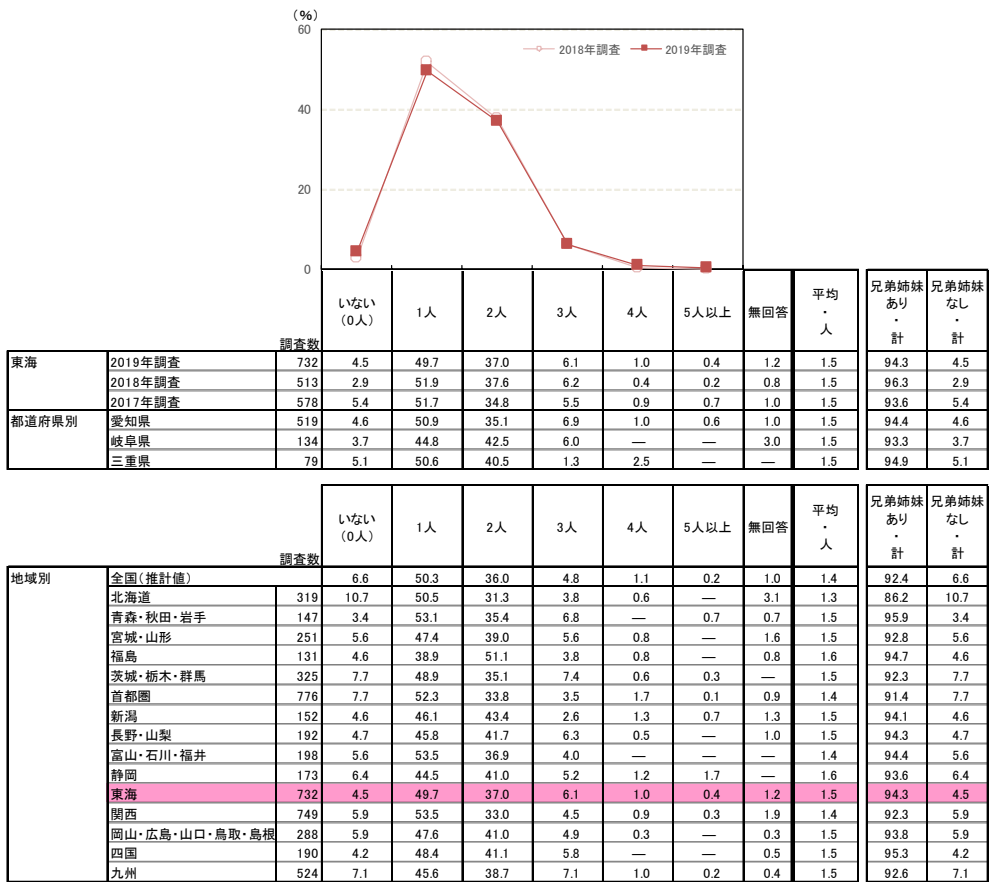 (%)
60
40
20
0
2018年調査 2019年調査
調査数 いない(0人) 1人 2人 3人 4人 5人以上 無回答 平均・人 兄弟姉妹あり・計 兄弟姉妹なし・計
東海 2019年調査 732 4.5 49.7 37.0 6.1 1.0 0.4 1.2 1.5 94.3 4.5
2018年調査 513 2.9 51.9 37.6 6.2 0.4 0.2 0.8 1.5 96.3 2.9
2017年調査 578 5.4 51.7 34.8 5.5 0.9 0.7 1.0 1.5 93.6 5.4
都道府県別 愛知県 519 4.6 50.9 35.1 6.9 1.0 0.6 1.0 1.5 94.4 4.6
岐阜県 134 3.7 44.8 42.5 6.0 — — 3.0 1.5 93.3 3.7
三重県 79 5.1 50.6 40.5 1.3 2.5 — — 1.5 94.9 5.1
調査数 いない(0人) 1人 2人 3人 4人 5人以上 無回答 平均・人 兄弟姉妹あり・計 兄弟姉妹なし・計
地域別 全国(推計値) 6.6 50.3 36.0 4.8 1.1 0.2 1.0 1.4 92.4 6.6
北海道 319 10.7 50.5 31.3 3.8 0.6 — 3.1 1.3 86.2 10.7
青森・秋田・岩手 147 3.4 53.1 35.4 6.8 — 0.7 0.7 1.5 95.9 3.4
宮城・山形 251 5.6 47.4 39.0 5.6 0.8 — 1.6 1.5 92.8 5.6
福島 131 4.6 38.9 51.1 3.8 0.8 — 0.8 1.6 94.7 4.6
茨城・栃木・群馬 325 7.7 48.9 35.1 7.4 0.6 0.3 — 1.5 92.3 7.7
首都圏 776 7.7 52.3 33.8 3.5 1.7 0.1 0.9 1.4 91.4 7.7
新潟 152 4.6 46.1 43.4 2.6 1.3 0.7 1.3 1.5 94.1 4.6
長野・山梨 192 4.7 45.8 41.7 6.3 0.5 — 1.0 1.5 94.3 4.7
富山・石川・福井 198 5.6 53.5 36.9 4.0 — — — 1.4 94.4 5.6
静岡 173 6.4 44.5 41.0 5.2 1.2 1.7 — 1.6 93.6 6.4
東海 732 4.5 49.7 37.0 6.1 1.0 0.4 1.2 1.5 94.3 4.5
関西 749 5.9 53.5 33.0 4.5 0.9 0.3 1.9 1.4 92.3 5.9
岡山・広島・山口・鳥取・島根 288 5.9 47.6 41.0 4.9 0.3 — 0.3 1.5 93.8 5.9
四国 190 4.2 48.4 41.1 5.8 — — 0.5 1.5 95.3 4.2
九州 524 7.1 45.6 38.7 7.1 1.0 0.2 0.4 1.5 92.6 7.1